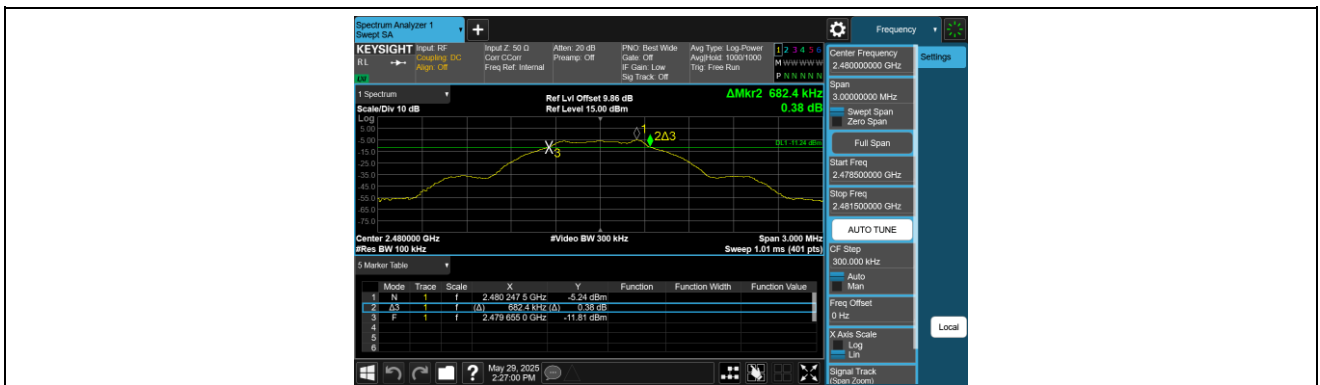 Spectrum Analyzer 1
Swept SA
Frequency
KEYSIGHT
RL
Input: RF
Coupling: DC
Align: Off
Input Z: 50 Ω
Corr CCorr
Freq Ref: Internal
Atten: 20 dB
Preamp: Off
PNO: Best Wide
Gate: Off
IF Gain: Low
Sig Track: Off
Avg Type: Log-Power
Avg|Hold: 1000/1000
Trig: Free Run
1 2 3 4 5 6
M W W W W W
P N N N N N
1 Spectrum
Scale/Div 10 dB
Ref Lvl Offset 9.86 dB
Ref Level 15.00 dBm
ΔMkr2 682.4 kHz
0.38 dB
Log
5.00
-5.00
-15.0
-25.0
-35.0
-45.0
-55.0
-65.0
-75.0
1
2Δ3
3
DL1 -11.24 dBm
Center 2.480000 GHz
#Res BW 100 kHz
#Video BW 300 kHz
Span 3.000 MHz
Sweep 1.01 ms (401 pts)
5 Marker Table
Mode Trace Scale X Y Function Function Width Function Value
1 N 1 f 2.480 247 5 GHz -5.24 dBm
2 Δ3 1 f (Δ) 682.4 kHz (Δ) 0.38 dB
3 F 1 f 2.479 655 0 GHz -11.81 dBm
4
5
6
May 29, 2025
2:27:00 PM
Center Frequency
2.480000000 GHz
Settings
Span
3.00000000 MHz
Swept Span
Zero Span
Full Span
Start Freq
2.478500000 GHz
Stop Freq
2.481500000 GHz
AUTO TUNE
CF Step
300.000 kHz
Auto
Man
Freq Offset
0 Hz
X Axis Scale
Log
Lin
Local
Signal Track
(Span Zoom)